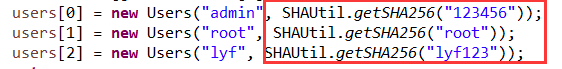 users[0] = new Users("admin", SHAUtil.getSHA256("123456"));
users[1] = new Users("root", SHAUtil.getSHA256("root"));
users[2] = new Users("lyf", SHAUtil.getSHA256("lyf123"));